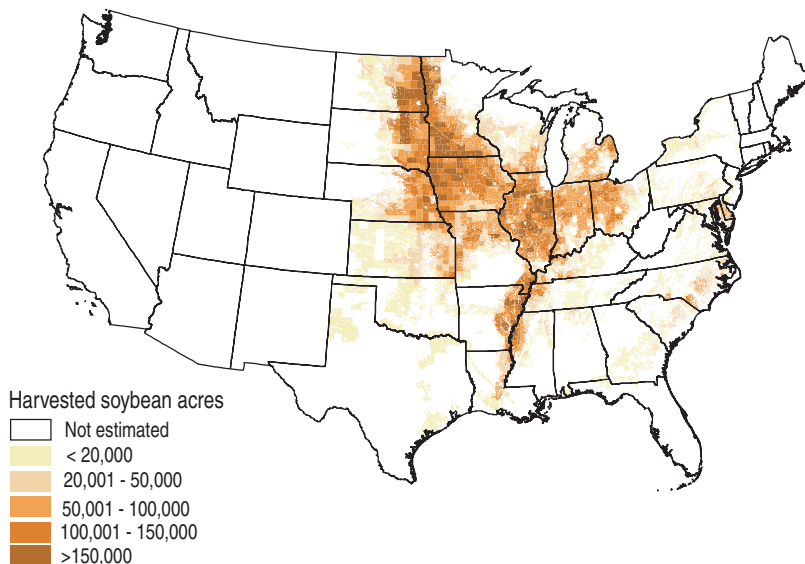 Harvested soybean acres
Not estimated
< 20,000
20,001 - 50,000
50,001 - 100,000
100,001 - 150,000
>150,000